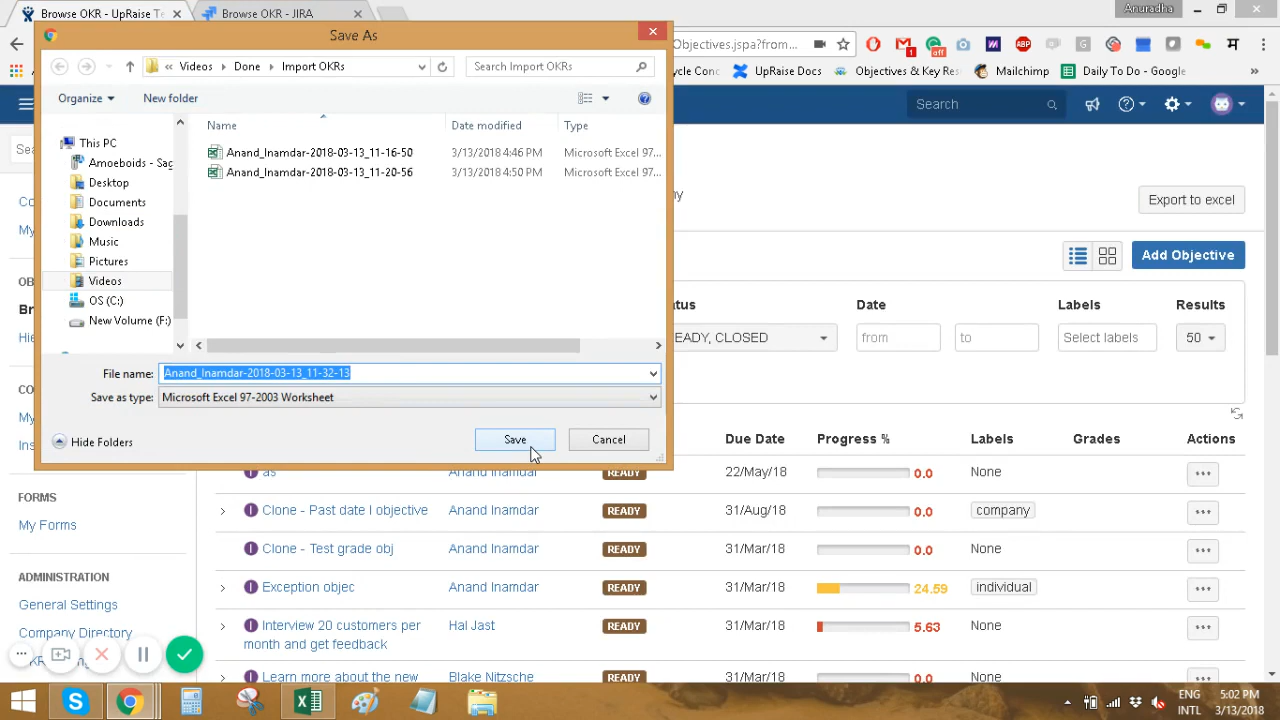 Browse OKR - UpRaise Te
Browse OKR - JIRA
Anuradha
Save As
Objectives.jspa?from...
Videos
Done
Import OKRs
Search Import OKRs
UpRaise Docs
Objectives & Key Res
Mailchimp
Daily To Do - Google
Organize
New folder
Search
Name
Date modified
Type
This PC
Amoeboids - Sag
Desktop
Documents
Downloads
Music
Pictures
Videos
OS (C:)
New Volume (F:)
Anand_Inamdar-2018-03-13_11-16-50
3/13/2018 4:46 PM
Microsoft Excel 97...
Anand_Inamdar-2018-03-13_11-20-56
3/13/2018 4:50 PM
Microsoft Excel 97...
Export to excel
Add Objective
Date
Labels
Results
EADY, CLOSED
from
to
Select labels
50
File name:
Anand_Inamdar-2018-03-13_11-32-13
Save as type:
Microsoft Excel 97-2003 Worksheet
Hide Folders
Save
Cancel
Due Date
Progress %
Labels
Grades
Actions
as
Anand Inamdar
READY
22/May/18
0.0
None
Clone - Past date I objective
Anand Inamdar
READY
31/Aug/18
0.0
company
Clone - Test grade obj
Anand Inamdar
READY
31/Mar/18
0.0
None
Exception objec
Anand Inamdar
READY
31/Mar/18
24.59
individual
Interview 20 customers per
month and get feedback
Hal Jast
READY
31/Mar/18
5.63
None
Learn more about the new
Blake Nitzsche
READY
31/Mar/18
0.0
None
FORMS
My Forms
ADMINISTRATION
General Settings
Company Directory
ENG
INTL
5:02 PM
3/13/2018